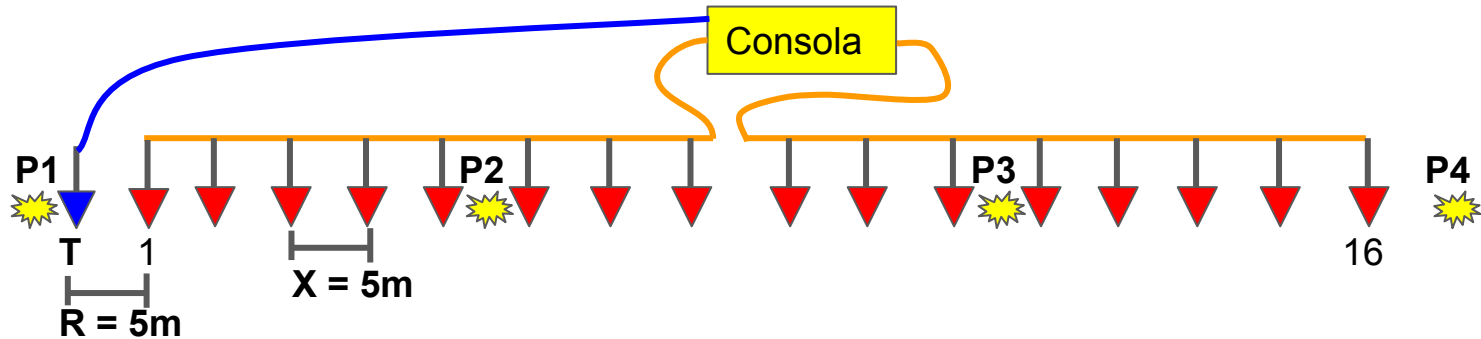 Consola
P1
P2
P3
P4
T
1
16
X = 5m
R = 5m